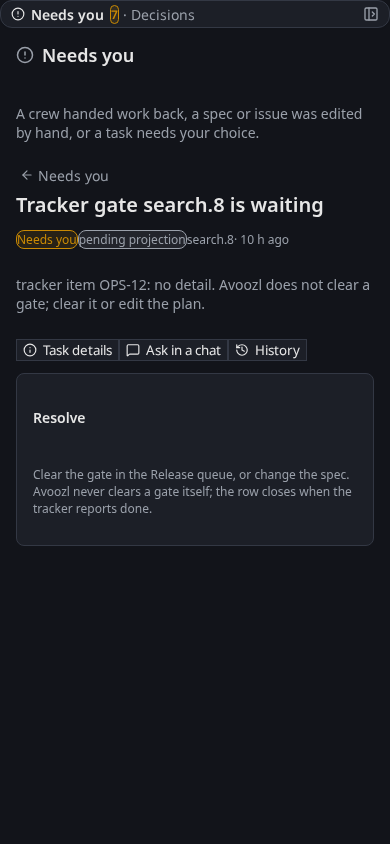 Needs you 7 · Decisions
Needs you
A crew handed work back, a spec or issue was edited
by hand, or a task needs your choice.
Needs you
Tracker gate search.8 is waiting
Needs you pending projection search.8 · 10 h ago
tracker item OPS-12: no detail. Avoozl does not clear a
gate; clear it or edit the plan.
Task details Ask in a chat History
Resolve
Clear the gate in the Release queue, or change the spec.
Avoozl never clears a gate itself; the row closes when the
tracker reports done.